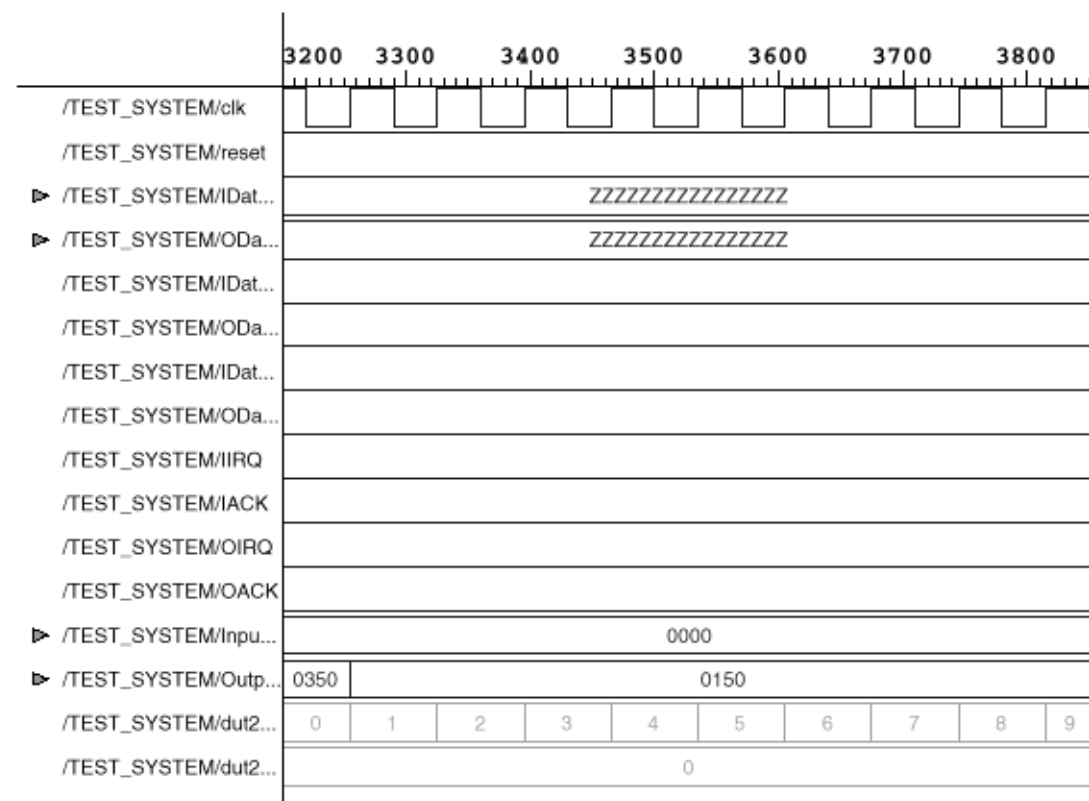 3200 3300 3400 3500 3600 3700 3800
/TEST_SYSTEM/clk
/TEST_SYSTEM/reset
/TEST_SYSTEM/IDat... ZZZZZZZZZZZZZZZZ
/TEST_SYSTEM/ODa... ZZZZZZZZZZZZZZZZ
/TEST_SYSTEM/IDat...
/TEST_SYSTEM/ODa...
/TEST_SYSTEM/IDat...
/TEST_SYSTEM/ODa...
/TEST_SYSTEM/IIRQ
/TEST_SYSTEM/IACK
/TEST_SYSTEM/OIRQ
/TEST_SYSTEM/OACK
/TEST_SYSTEM/Inpu... 0000
/TEST_SYSTEM/Outp... 0350 0150
/TEST_SYSTEM/dut2... 0 1 2 3 4 5 6 7 8 9
/TEST_SYSTEM/dut2... 0